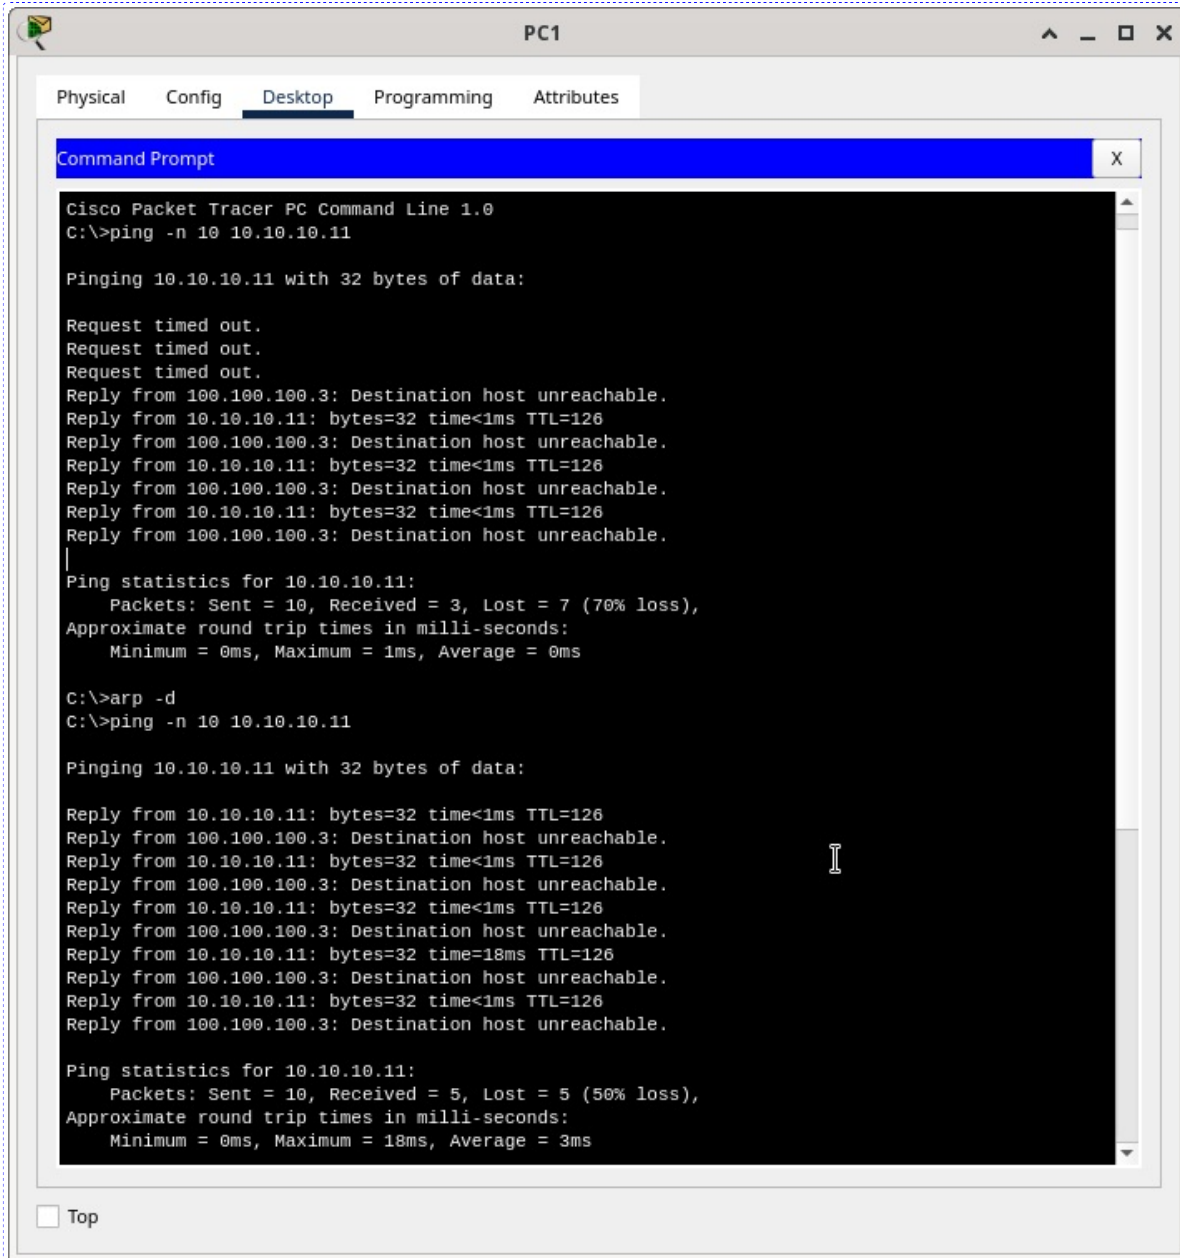 PC1
Physical Config Desktop Programming Attributes
Command Prompt
X
Cisco Packet Tracer PC Command Line 1.0
C:\>ping -n 10 10.10.10.11
Pinging 10.10.10.11 with 32 bytes of data:
Request timed out.
Request timed out.
Request timed out.
Reply from 100.100.100.3: Destination host unreachable.
Reply from 10.10.10.11: bytes=32 time<1ms TTL=126
Reply from 100.100.100.3: Destination host unreachable.
Reply from 10.10.10.11: bytes=32 time<1ms TTL=126
Reply from 100.100.100.3: Destination host unreachable.
Reply from 10.10.10.11: bytes=32 time<1ms TTL=126
Reply from 100.100.100.3: Destination host unreachable.
Ping statistics for 10.10.10.11:
    Packets: Sent = 10, Received = 3, Lost = 7 (70% loss),
Approximate round trip times in milli-seconds:
    Minimum = 0ms, Maximum = 1ms, Average = 0ms
C:\>arp -d
C:\>ping -n 10 10.10.10.11
Pinging 10.10.10.11 with 32 bytes of data:
Reply from 10.10.10.11: bytes=32 time<1ms TTL=126
Reply from 100.100.100.3: Destination host unreachable.
Reply from 10.10.10.11: bytes=32 time<1ms TTL=126
Reply from 100.100.100.3: Destination host unreachable.
Reply from 10.10.10.11: bytes=32 time<1ms TTL=126
Reply from 100.100.100.3: Destination host unreachable.
Reply from 10.10.10.11: bytes=32 time=18ms TTL=126
Reply from 100.100.100.3: Destination host unreachable.
Reply from 10.10.10.11: bytes=32 time<1ms TTL=126
Reply from 100.100.100.3: Destination host unreachable.
Ping statistics for 10.10.10.11:
    Packets: Sent = 10, Received = 5, Lost = 5 (50% loss),
Approximate round trip times in milli-seconds:
    Minimum = 0ms, Maximum = 18ms, Average = 3ms
Top